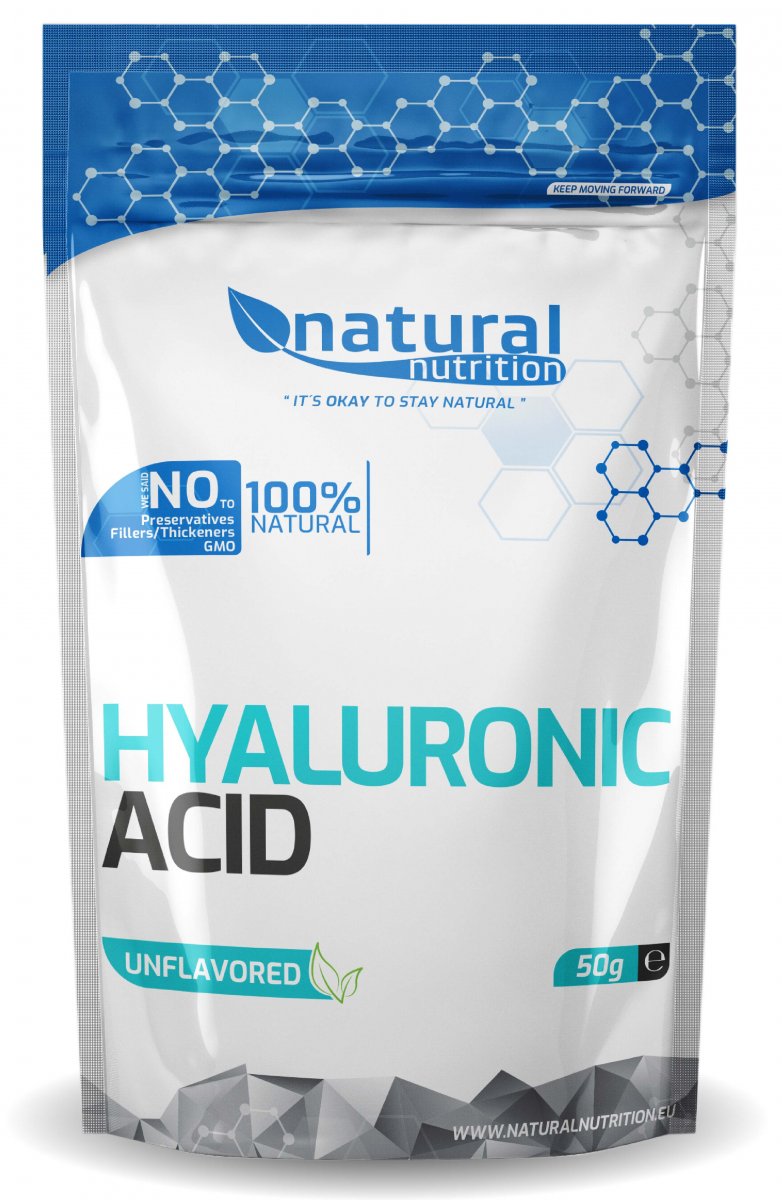 KEEP MOVING FORWARD
natural
nutrition
" IT´S OKAY TO STAY NATURAL "
WE SAID
NO TO
Preservatives
Fillers/Thickeners
GMO
100%
NATURAL
HYALURONIC
ACID
UNFLAVORED
50g ℮
WWW.NATURALNUTRITION.EU